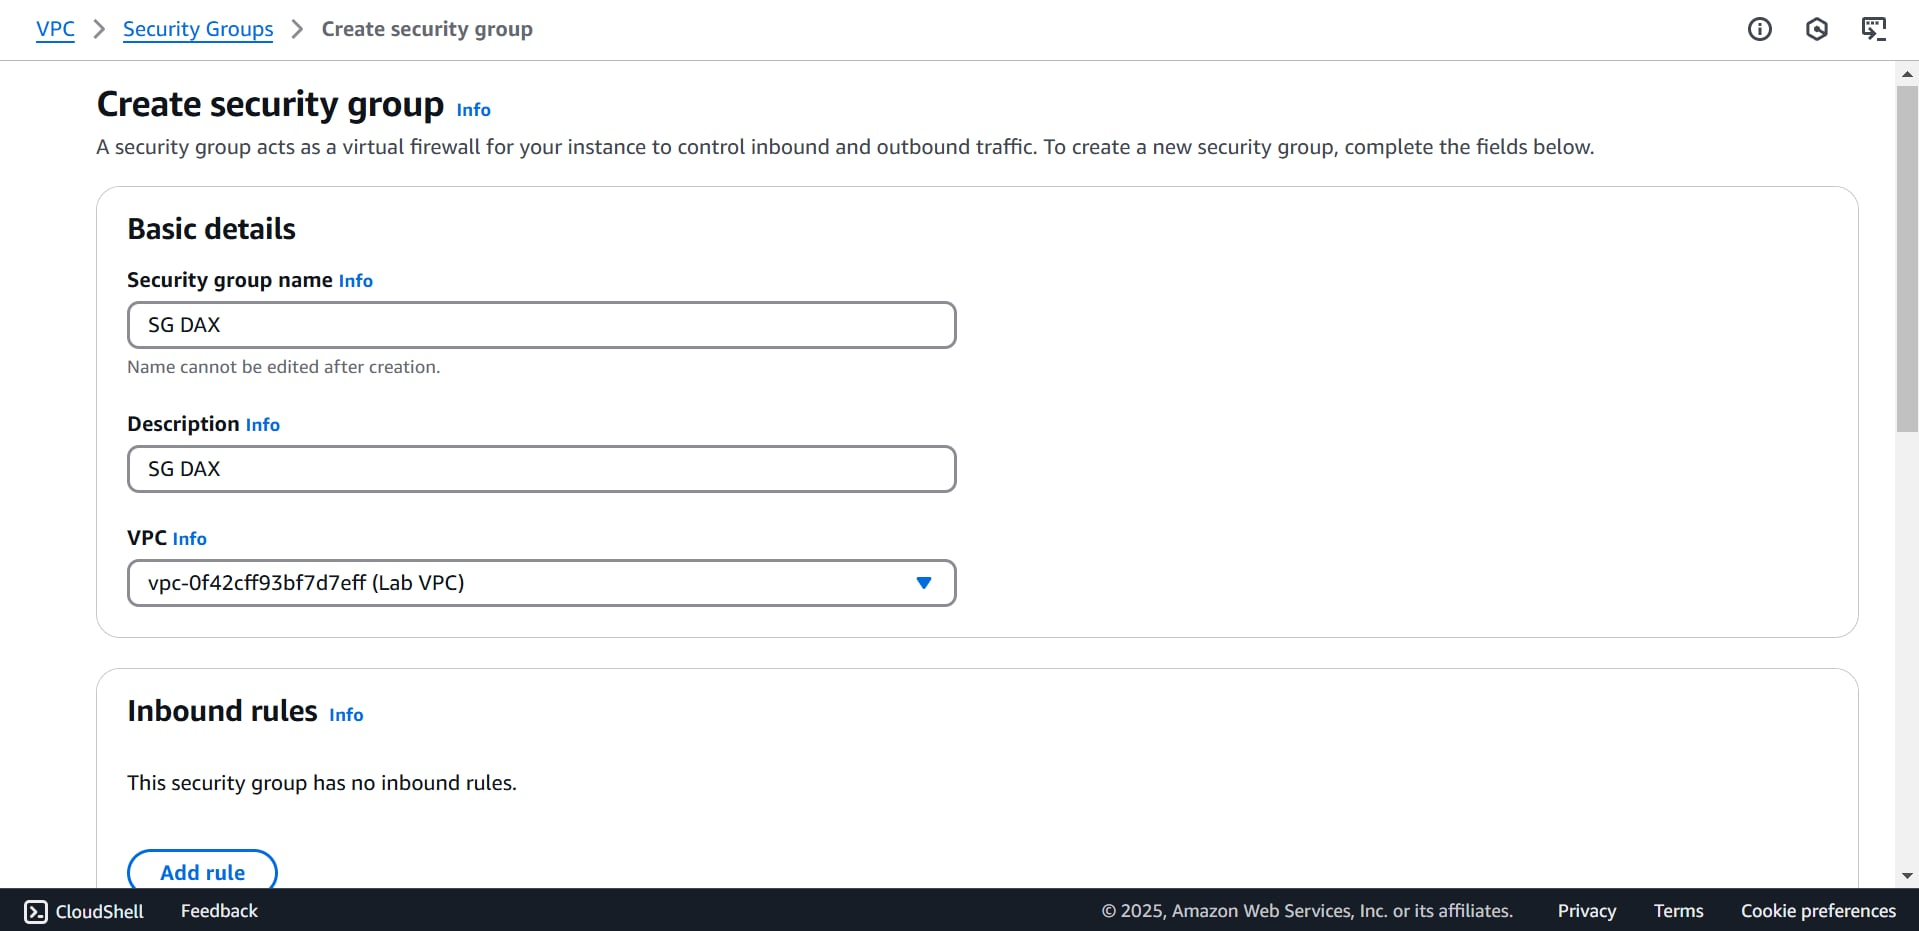 VPC > Security Groups > Create security group
Create security group Info
A security group acts as a virtual firewall for your instance to control inbound and outbound traffic. To create a new security group, complete the fields below.
Basic details
Security group name Info
SG DAX
Name cannot be edited after creation.
Description Info
SG DAX
VPC Info
vpc-0f42cff93bf7d7eff (Lab VPC)
Inbound rules Info
This security group has no inbound rules.
Add rule
CloudShell Feedback © 2025, Amazon Web Services, Inc. or its affiliates. Privacy Terms Cookie preferences